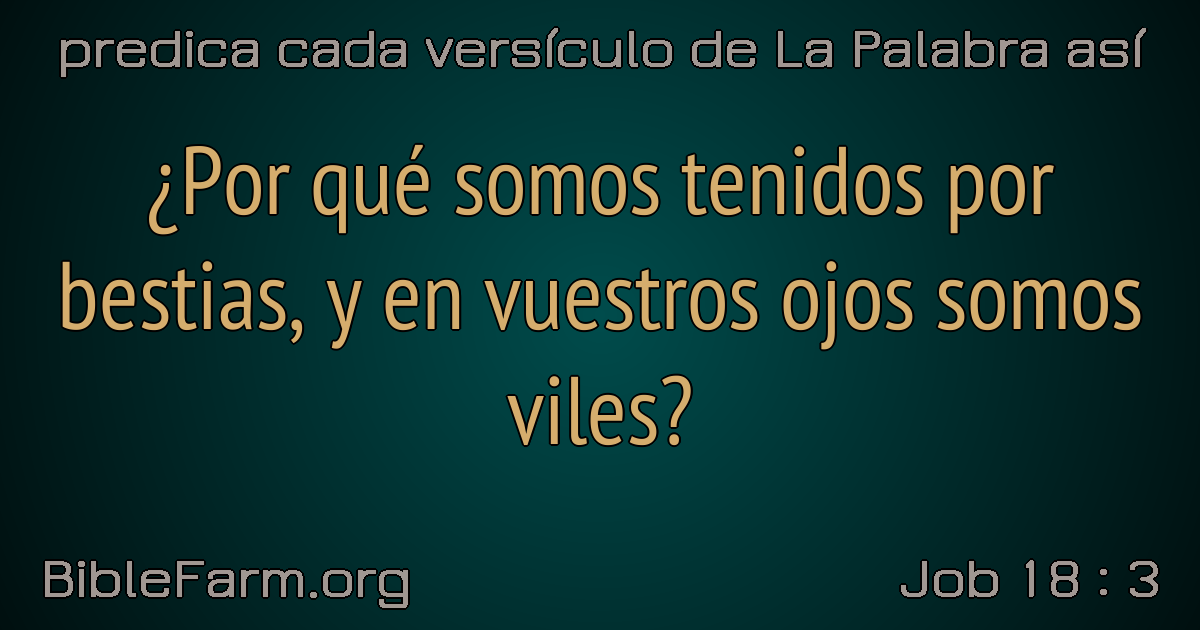 predica cada versículo de La Palabra así
¿Por qué somos tenidos por
bestias, y en vuestros ojos somos
viles?
BibleFarm.org
Job 18 : 3